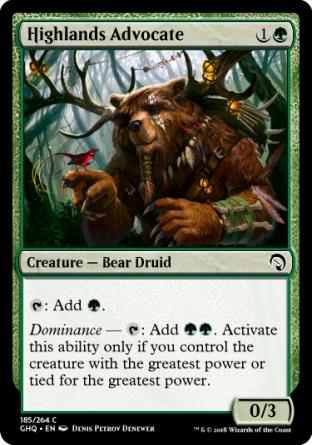 Highlands Advocate 1
Creature — Bear Druid
: Add .
Dominance — : Add . Activate
this ability only if you control the
creature with the greatest power or
tied for the greatest power.
0/3
185/264 C
GHQ • EN DENIS PETROV DENEWER
™ & © 2018 Wizards of the Coast